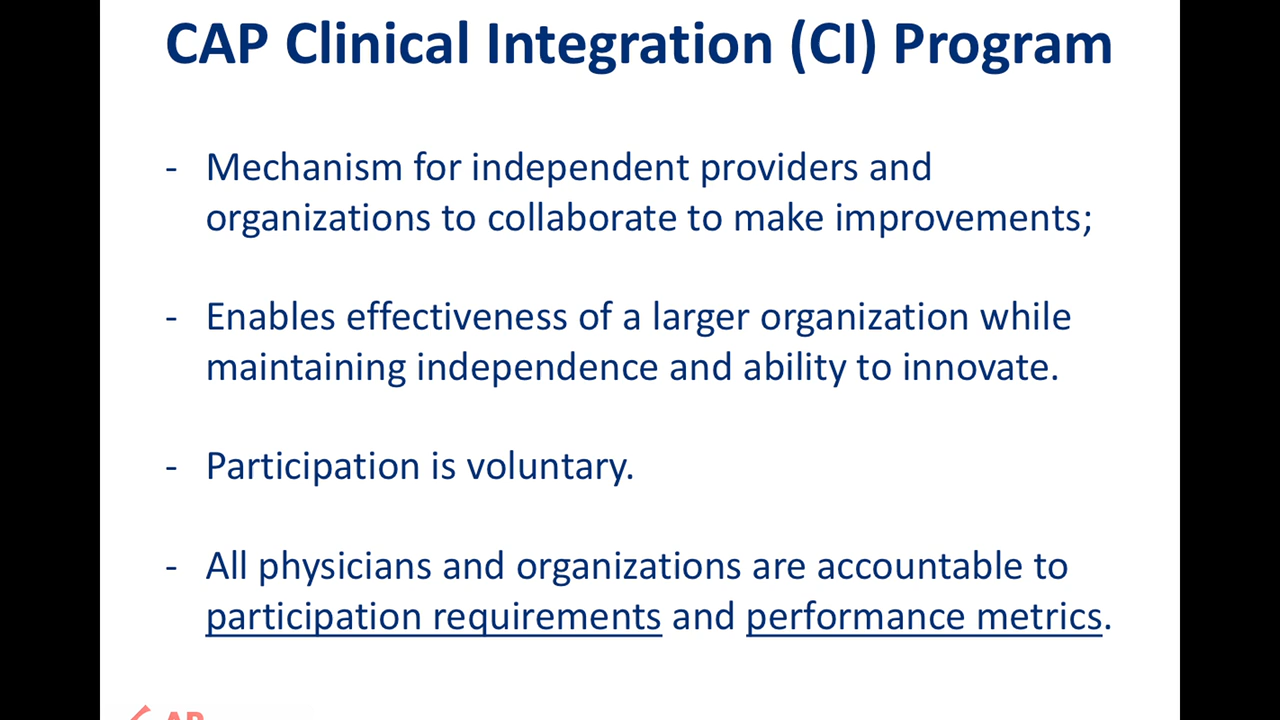 CAP Clinical Integration (CI) Program
- Mechanism for independent providers and
organizations to collaborate to make improvements;
- Enables effectiveness of a larger organization while
maintaining independence and ability to innovate.
- Participation is voluntary.
- All physicians and organizations are accountable to
participation requirements and performance metrics.